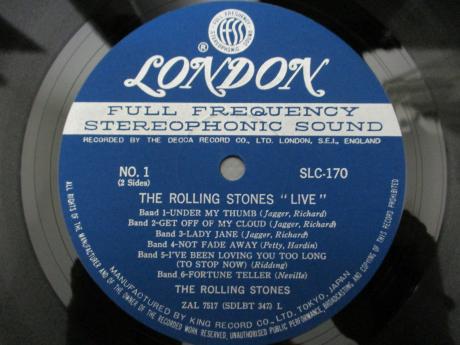 FULL FREQUENCY
ffss
STEREOPHONIC SOUND
®
LONDON
FULL FREQUENCY
STEREOPHONIC SOUND
RECORDED BY THE DECCA RECORD CO., LTD. LONDON, S.E.I., ENGLAND
NO. 1
(2 Sides)
SLC-170
THE ROLLING STONES "LIVE"
Band 1-UNDER MY THUMB (Jagger, Richard)
Band 2-GET OFF OF MY CLOUD (Jagger, Richard)
Band 3-LADY JANE (Jagger, Richard)
Band 4-NOT FADE AWAY (Petty, Hardin)
Band 5-I'VE BEEN LOVING YOU TOO LONG
(TO STOP NOW) (Ridding)
Band 6-FORTUNE TELLER (Neville)
THE ROLLING STONES
ZAL 7517 (SDLBT 347) L
MANUFACTURED BY KING RECORD CO., LTD. TOKYO, JAPAN
ALL RIGHTS OF THE MANUFACTURER AND OF THE OWNER OF THE RECORDED WORK RESERVED, UNAUTHORISED PUBLIC PERFORMANCE, BROADCASTING AND COPYING OF THIS RECORD PROHIBITED